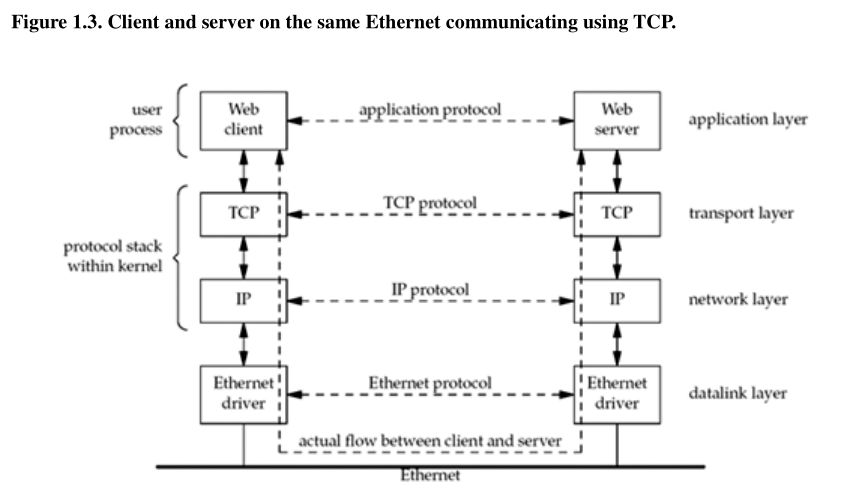 Figure 1.3. Client and server on the same Ethernet communicating using TCP.
user
process
Web
client
application protocol
Web
server
application layer
TCP
TCP protocol
TCP
transport layer
protocol stack
within kernel
IP
IP protocol
IP
network layer
Ethernet
driver
Ethernet protocol
Ethernet
driver
datalink layer
actual flow between client and server
Ethernet